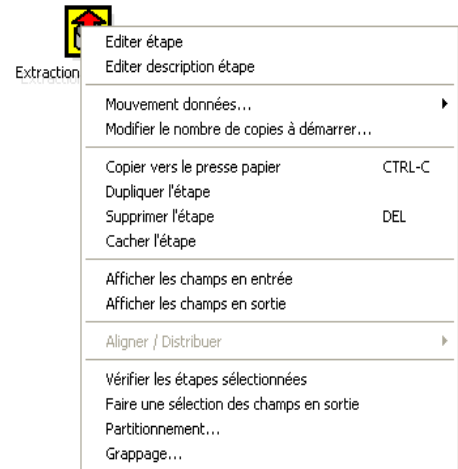 Extraction
Editer étape
Editer description étape
Mouvement données...
Modifier le nombre de copies à démarrer...
Copier vers le presse papier CTRL-C
Dupliquer l'étape
Supprimer l'étape DEL
Cacher l'étape
Afficher les champs en entrée
Afficher les champs en sortie
Aligner / Distribuer
Vérifier les étapes sélectionnées
Faire une sélection des champs en sortie
Partitionnement...
Grappage...